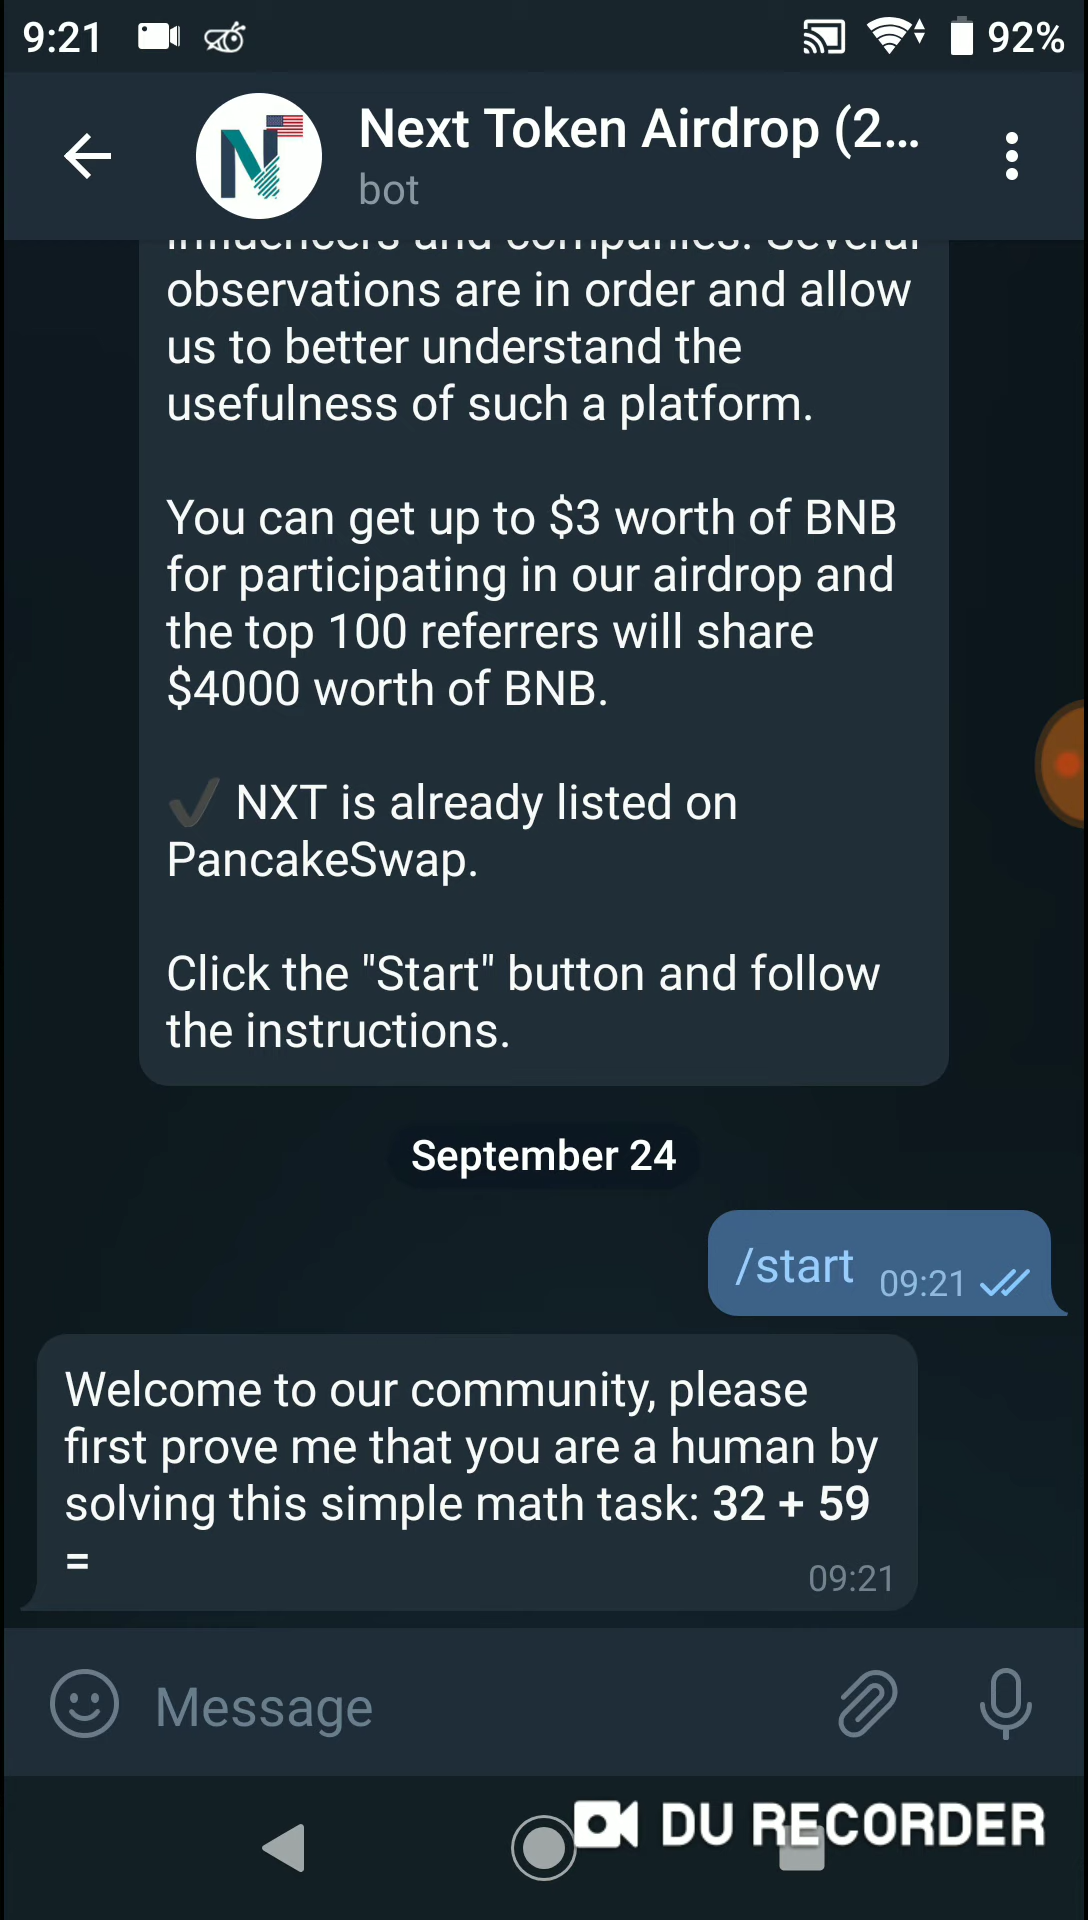 9:21
92%
Next Token Airdrop (2...
bot
influencers and companies. Several
observations are in order and allow
us to better understand the
usefulness of such a platform.
You can get up to $3 worth of BNB
for participating in our airdrop and
the top 100 referrers will share
$4000 worth of BNB.
✔ NXT is already listed on
PancakeSwap.
Click the "Start" button and follow
the instructions.
September 24
/start 09:21
Welcome to our community, please
first prove me that you are a human by
solving this simple math task: 32 + 59
=
09:21
Message
DU RECORDER